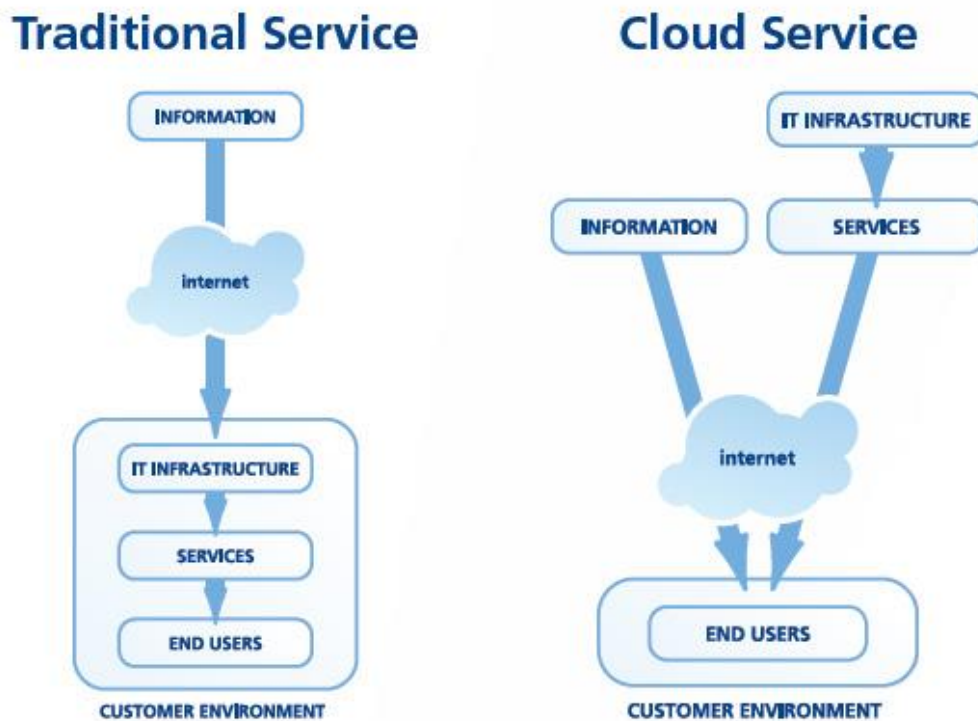 Traditional Service
INFORMATION
internet
IT INFRASTRUCTURE
SERVICES
END USERS
CUSTOMER ENVIRONMENT
Cloud Service
IT INFRASTRUCTURE
INFORMATION
SERVICES
internet
END USERS
CUSTOMER ENVIRONMENT